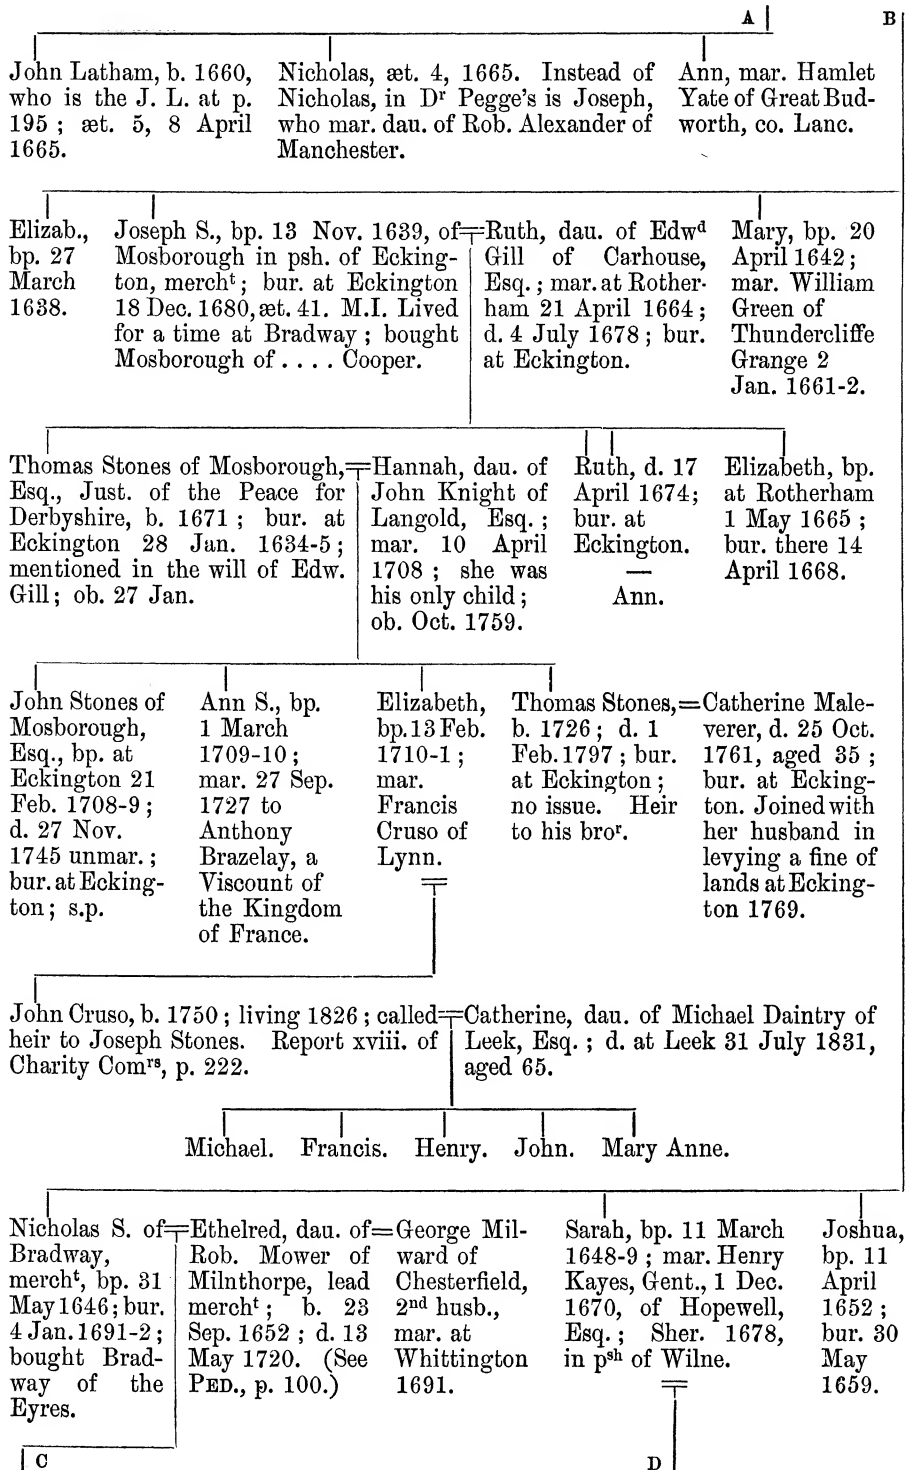 A B
John Latham, b. 1660,
who is the J. L. at p.
195 ; æt. 5, 8 April
1665.
Nicholas, æt. 4, 1665. Instead of
Nicholas, in Dr Pegge's is Joseph,
who mar. dau. of Rob. Alexander of
Manchester.
Ann, mar. Hamlet
Yate of Great Bud-
worth, co. Lanc.
Elizab.,
bp. 27
March
1638.
Joseph S., bp. 13 Nov. 1639, of
Mosborough in psh. of Ecking-
ton, mercht; bur. at Eckington
18 Dec. 1680, æt. 41. M.I. Lived
for a time at Bradway ; bought
Mosborough of . . . . Cooper.
Ruth, dau. of Edwd
Gill of Carhouse,
Esq. ; mar. at Rother-
ham 21 April 1664 ;
d. 4 July 1678 ; bur.
at Eckington.
Mary, bp. 20
April 1642 ;
mar. William
Green of
Thundercliffe
Grange 2
Jan. 1661-2.
Thomas Stones of Mosborough,
Esq., Just. of the Peace for
Derbyshire, b. 1671 ; bur. at
Eckington 28 Jan. 1634-5 ;
mentioned in the will of Edw.
Gill ; ob. 27 Jan.
Hannah, dau. of
John Knight of
Langold, Esq. ;
mar. 10 April
1708 ; she was
his only child ;
ob. Oct. 1759.
Ruth, d. 17
April 1674;
bur. at
Eckington.
—
Ann.
Elizabeth, bp.
at Rotherham
1 May 1665 ;
bur. there 14
April 1668.
John Stones of
Mosborough,
Esq., bp. at
Eckington 21
Feb. 1708-9 ;
d. 27 Nov.
1745 unmar. ;
bur. at Ecking-
ton ; s.p.
Ann S., bp.
1 March
1709-10 ;
mar. 27 Sep.
1727 to
Anthony
Brazelay, a
Viscount of
the Kingdom
of France.
Elizabeth,
bp. 13 Feb.
1710-1 ;
mar.
Francis
Cruso of
Lynn.
Thomas Stones,=
b. 1726 ; d. 1
Feb. 1797 ; bur.
at Eckington ;
no issue. Heir
to his bror.
Catherine Male-
verer, d. 25 Oct.
1761, aged 35 ;
bur. at Ecking-
ton. Joined with
her husband in
levying a fine of
lands at Ecking-
ton 1769.
John Cruso, b. 1750 ; living 1826 ; called
heir to Joseph Stones. Report xviii. of
Charity Comrs, p. 222.
Catherine, dau. of Michael Daintry of
Leek, Esq. ; d. at Leek 31 July 1831,
aged 65.
Michael. Francis. Henry. John. Mary Anne.
Nicholas S. of
Bradway,
mercht, bp. 31
May 1646 ; bur.
4 Jan. 1691-2 ;
bought Brad-
way of the
Eyres.
Ethelred, dau. of=
Rob. Mower of
Milnthorpe, lead
mercht ; b. 23
Sep. 1652 ; d. 13
May 1720. (See
PED., p. 100.)
George Mil-
ward of
Chesterfield,
2nd husb.,
mar. at
Whittington
1691.
Sarah, bp. 11 March
1648-9 ; mar. Henry
Kayes, Gent., 1 Dec.
1670, of Hopewell,
Esq. ; Sher. 1678,
in psh of Wilne.
Joshua,
bp. 11
April
1652 ;
bur. 30
May
1659.
C D